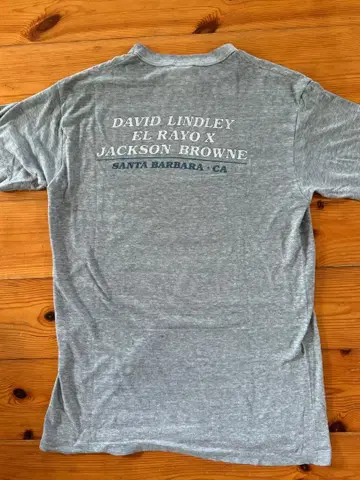 DAVID LINDLEY
EL RAYO X
JACKSON BROWNE
SANTA BARBARA • CA